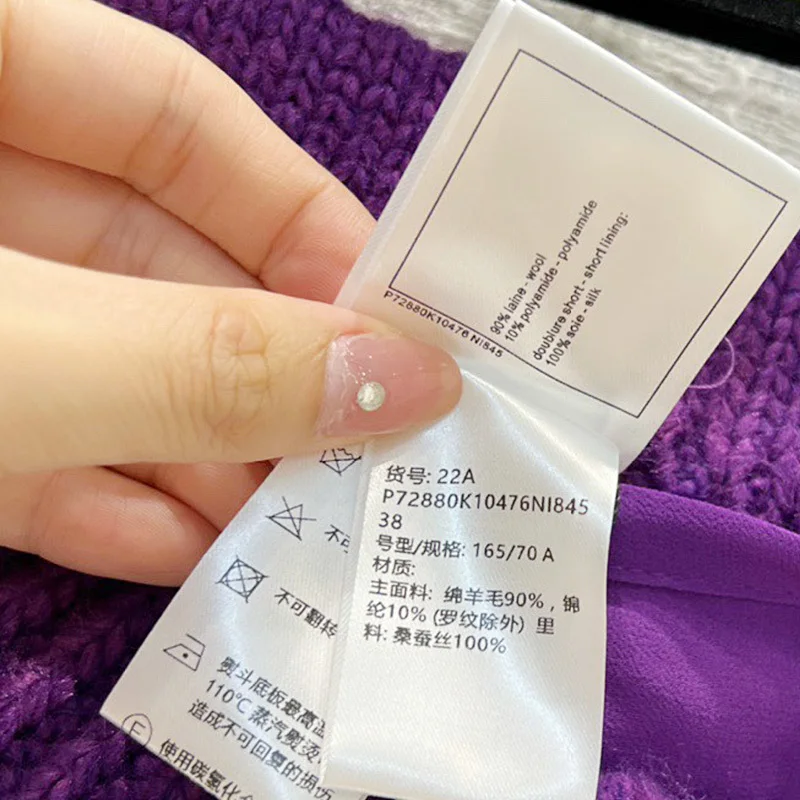 90% laine - wool
10% polyamide - polyamide
doublure short - short lining:
100% soie - silk
P72880K10476 NI845
货号: 22A
P72880K10476NI845
38
号型/规格: 165/70 A
材质:
主面料: 绵羊毛90%，锦
纶10% (罗纹除外) 里
料: 桑蚕丝100%
不可
不可翻转
熨斗底板最高温
110℃ 蒸汽熨烫
造成不可回复的损伤
F
使用碳氢化合